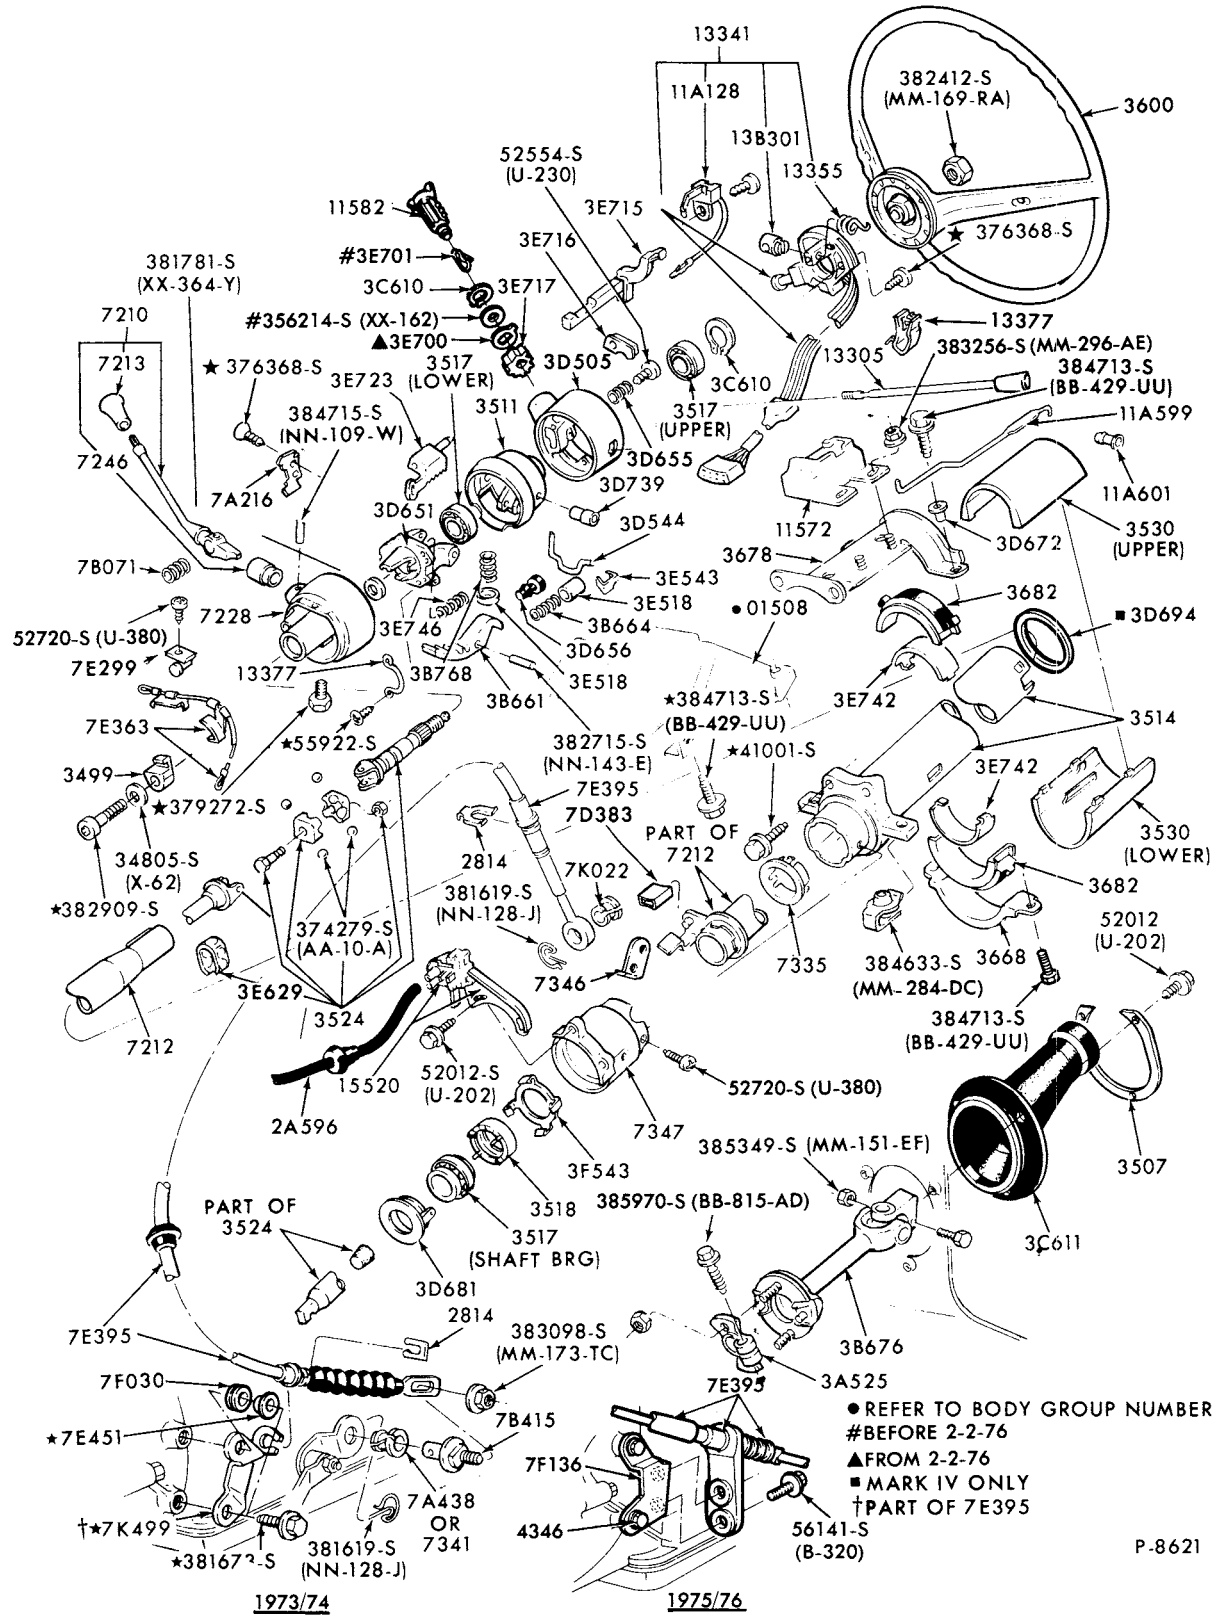 13341
382412-S
(MM-169-RA)
3600
11A128
13B301
52554-S
(U-230)
13355
11582
3E715
3E716
★ 376368-S
#3E701
381781-S
(XX-364-Y)
3C610
3E717
7210
#356214-S (XX-162)
13377
▲3E700
383256-S (MM-296-AE)
7213
★ 376368-S
3517
(LOWER)
3D505
13305
384713-S
(BB-429-UU)
3E723
3C610
3511
384715-S
(NN-109-W)
3517
(UPPER)
11A599
7246
3D655
7A216
3D739
11A601
3D651
3D544
11572
3530
(UPPER)
3D672
3678
7B071
3E543
3682
3E518
●01508
7228
■ 3D694
3E746
3B664
52720-S (U-380)
3D656
7E299
13377
3B768
3E518
3B661
3E742
★384713-S
(BB-429-UU)
3514
7E363
★55922-S
382715-S
(NN-143-E)
★41001-S
3499
3E742
7E395
★379272-S
7D383
PART OF
7212
3530
(LOWER)
2814
34805-S
(X-62)
7K022
3682
381619-S
(NN-128-J)
★382909-S
374279-S
(AA-10-A)
52012
(U-202)
7335
3668
384633-S
(MM-284-DC)
7346
3E629
3524
384713-S
(BB-429-UU)
7212
15520
52012-S
(U-202)
52720-S (U-380)
2A596
7347
385349-S (MM-151-EF)
3507
3F543
3518
385970-S (BB-815-AD)
PART OF
3524
3517
(SHAFT BRG)
3C611
3D681
7E395
2814
383098-S
(MM-173-TC)
3B676
7F030
7E395
3A525
7B415
★7E451
● REFER TO BODY GROUP NUMBER
#BEFORE 2-2-76
▲FROM 2-2-76
■ MARK IV ONLY
†PART OF 7E395
7F136
7A438
OR
7341
†★7K499
4346
56141-S
(B-320)
★381673-S
381619-S
(NN-128-J)
P-8621
1973/74
1975/76